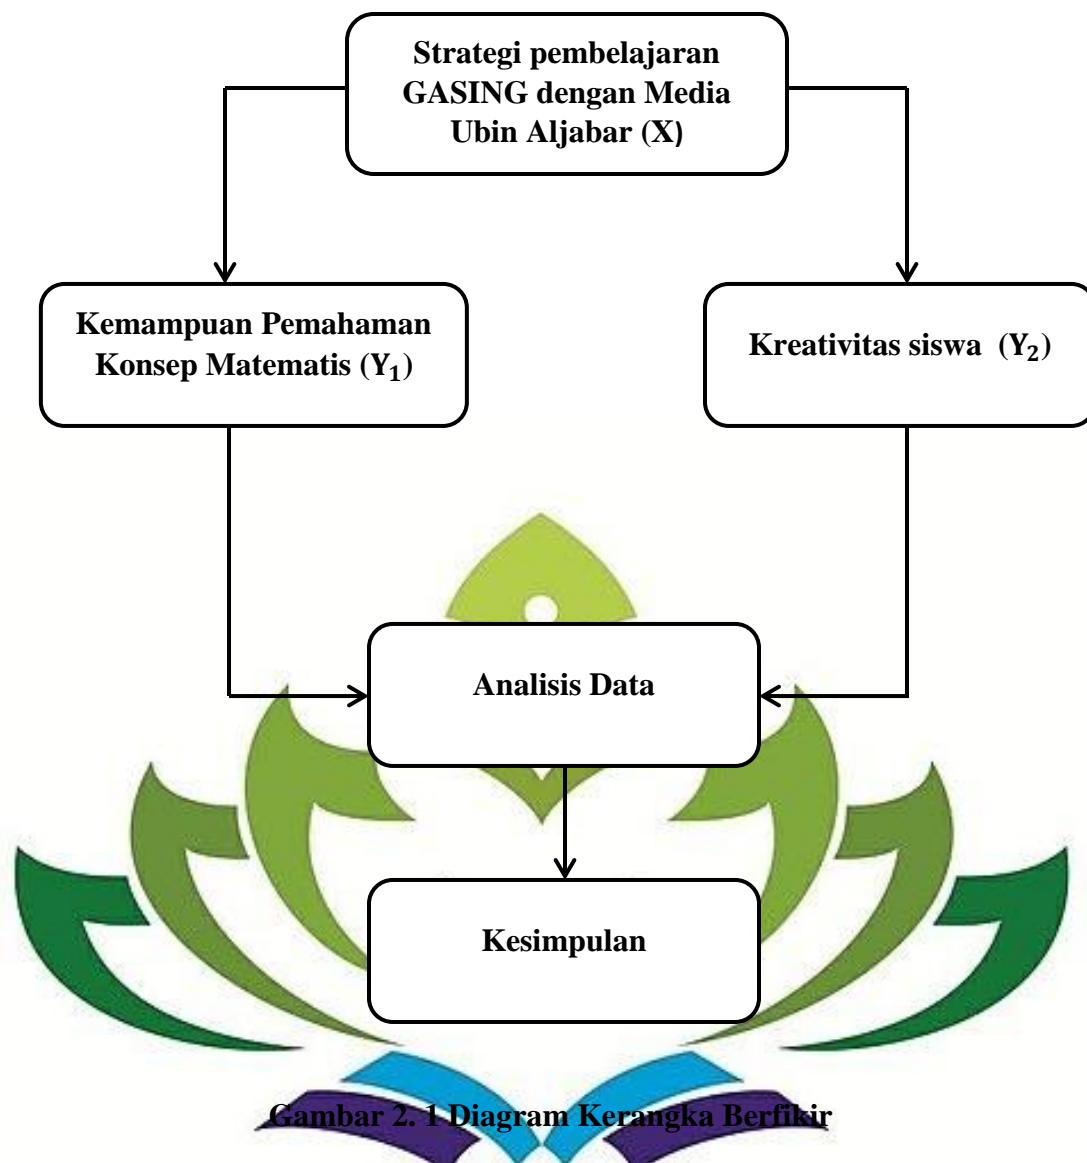 Strategi pembelajaran
GASING dengan Media
Ubin Aljabar (X)
Kemampuan Pemahaman
Konsep Matematis (Y₁)
Kreativitas siswa (Y₂)
Analisis Data
Kesimpulan
Gambar 2. 1 Diagram Kerangka Berfikir